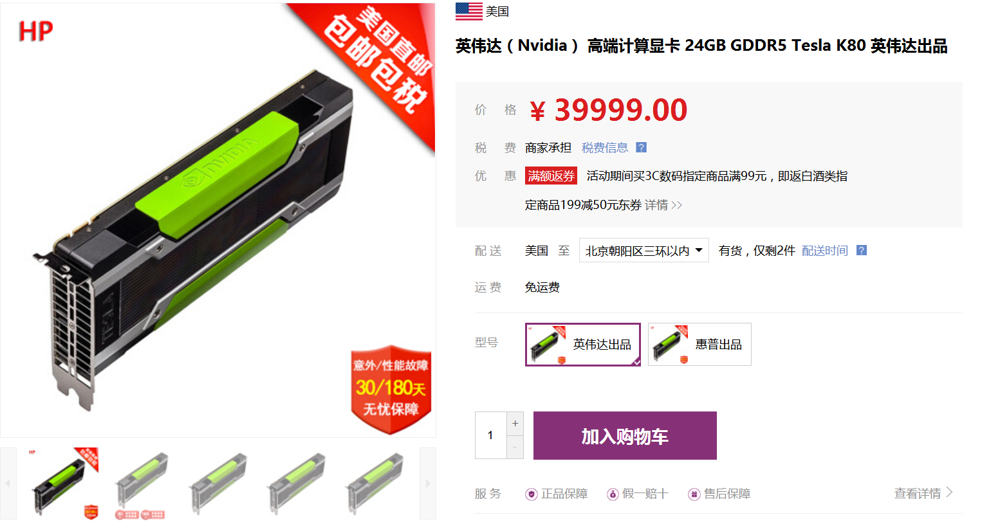 HP
美国直邮
包邮包税
NVIDIA
TESLA
意外/性能故障
30/180天
无忧保障
美国
英伟达（Nvidia） 高端计算显卡 24GB GDDR5 Tesla K80 英伟达出品
价 格 ¥ 39999.00
税 费 商家承担 税费信息 ?
优 惠 满额返券 活动期间买3C数码指定商品满99元，即返白酒类指
定商品199减50元东券 详情 >>
配 送 美国 至 北京朝阳区三环以内 有货，仅剩2件 配送时间 ?
运 费 免运费
型号 英伟达出品 惠普出品
1 + -
加入购物车
服 务 正品保障 假一赔十 售后保障 查看详情 >
HP